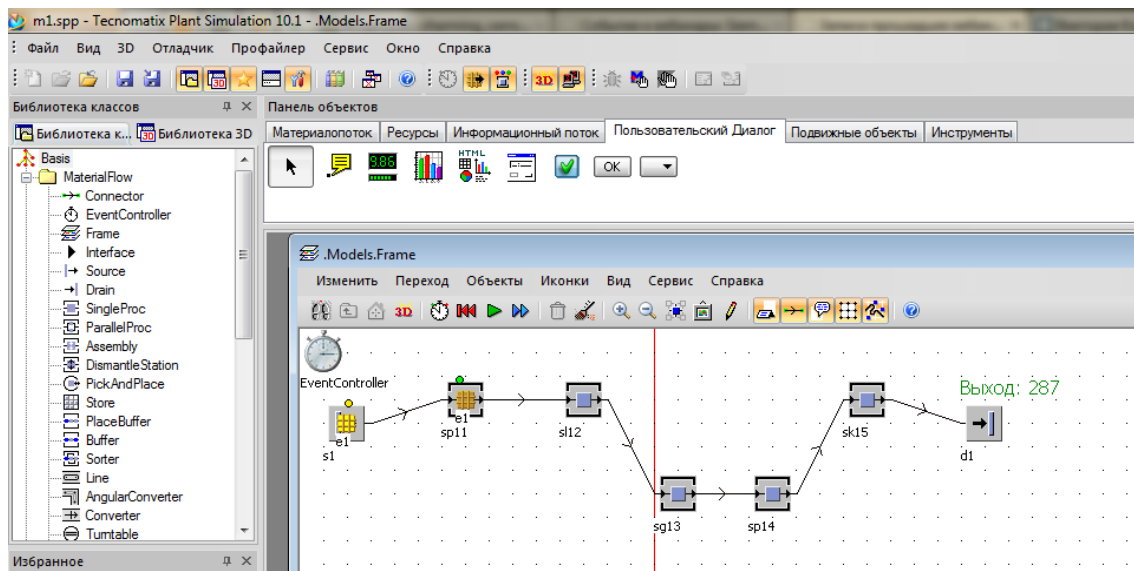 m1.spp - Tecnomatix Plant Simulation 10.1 - .Models.Frame
Файл Вид 3D Отладчик Профайлер Сервис Окно Справка
30 3D
Библиотека классов
Панель объектов
Библиотека к... 3D Библиотека 3D
Материалопоток Ресурсы Информационный поток Пользовательский Диалог Подвижные объекты Инструменты
9.86 HTML OK
Basis
MaterialFlow
Connector
EventController
Frame
Interface
Source
Drain
SingleProc
ParallelProc
Assembly
DismantleStation
PickAndPlace
Store
PlaceBuffer
Buffer
Sorter
Line
AngularConverter
Converter
Turntable
Избранное
.Models.Frame
Изменить Переход Объекты Иконки Вид Сервис Справка
3D
EventController
Выход: 287
e1
e1
s1
sp11
sl12
sk15
d1
sg13
sp14